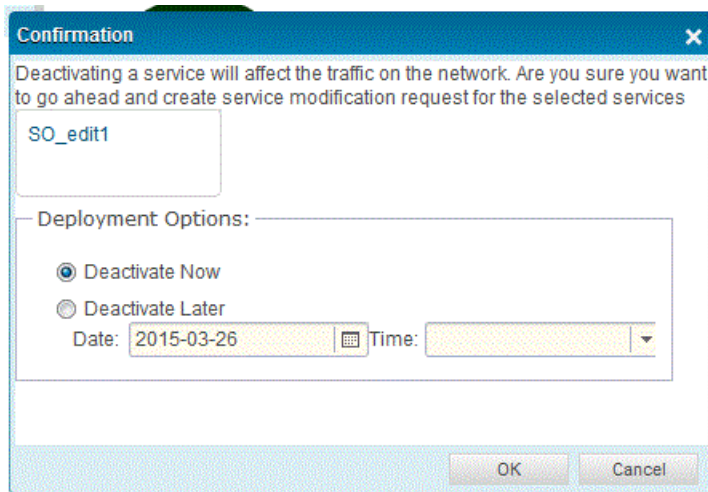 Confirmation
Deactivating a service will affect the traffic on the network. Are you sure you want
to go ahead and create service modification request for the selected services
SO_edit1
Deployment Options:
Deactivate Now
Deactivate Later
Date: 2015-03-26 Time:
OK Cancel